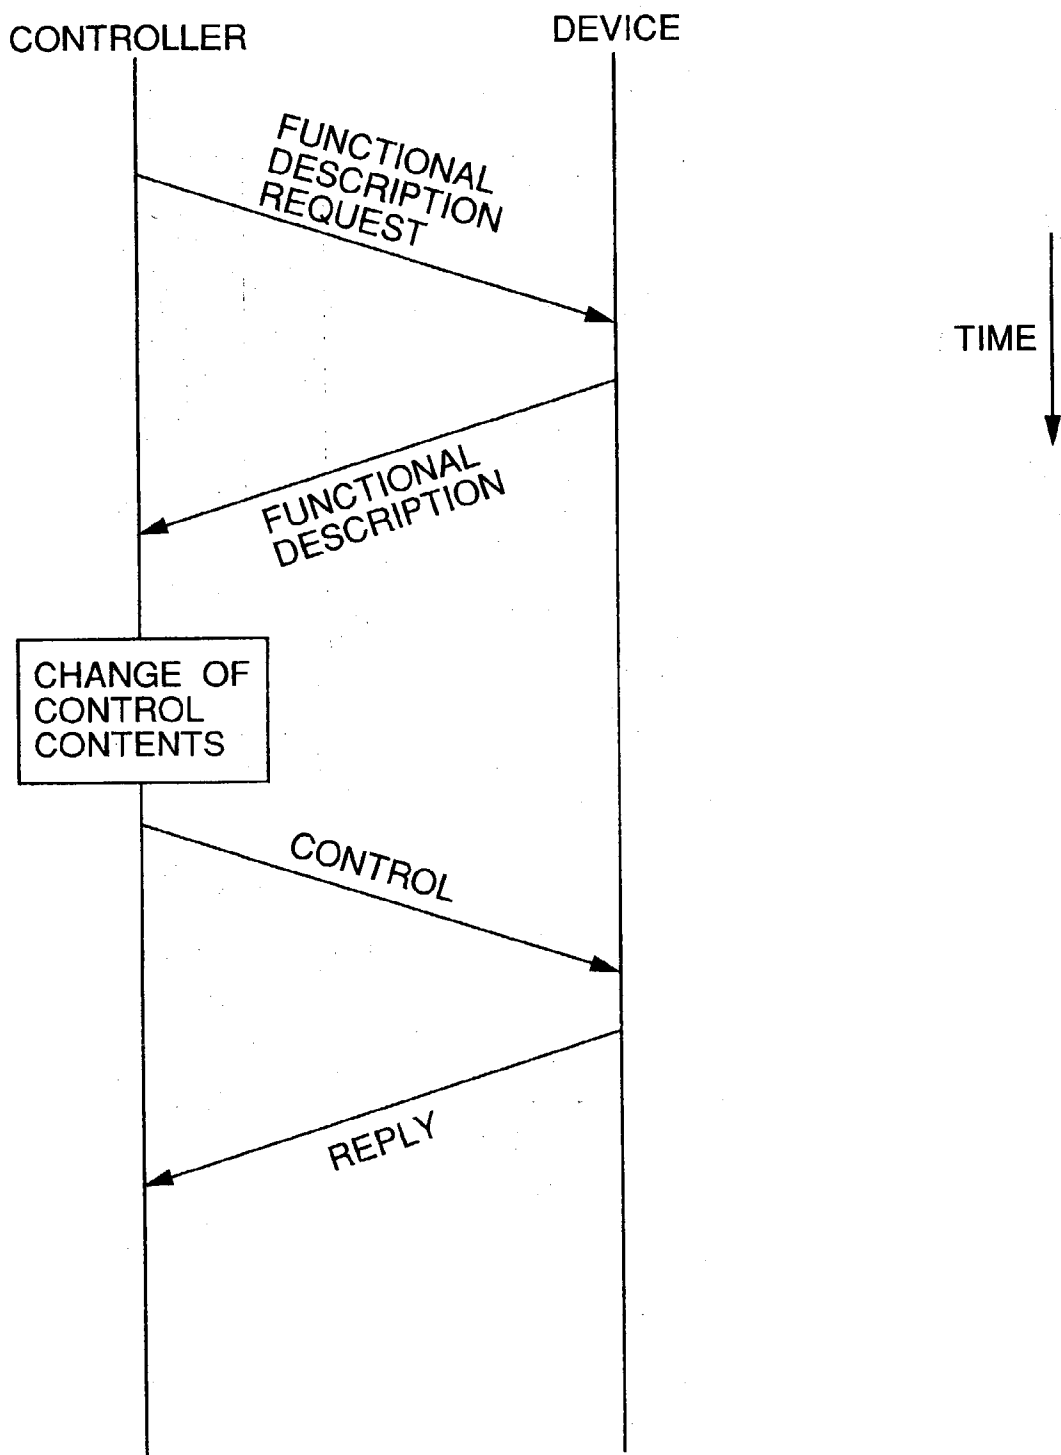 CONTROLLER
DEVICE
FUNCTIONAL
DESCRIPTION
REQUEST
TIME
FUNCTIONAL
DESCRIPTION
CHANGE OF
CONTROL
CONTENTS
CONTROL
REPLY